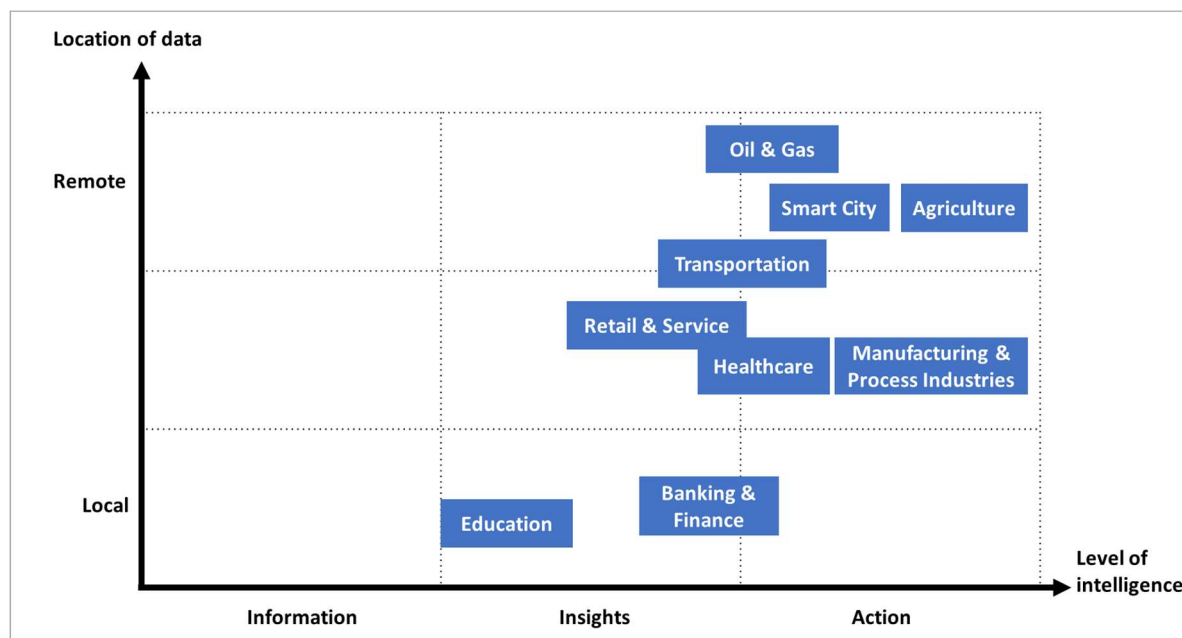 Location of data
Remote
Oil & Gas
Smart City
Agriculture
Transportation
Retail & Service
Healthcare
Manufacturing &
Process Industries
Local
Education
Banking &
Finance
Level of
intelligence
Information
Insights
Action